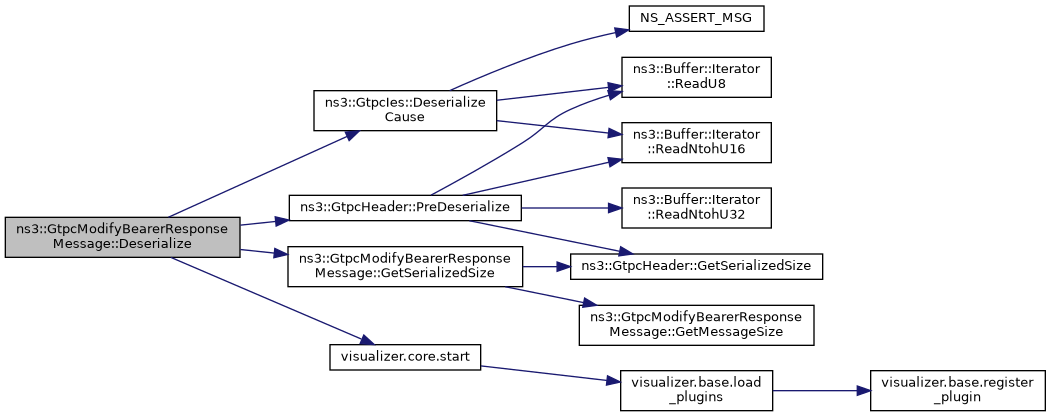 NS_ASSERT_MSG
ns3::Buffer::Iterator
::ReadU8
ns3::GtpcIes::Deserialize
Cause
ns3::Buffer::Iterator
::ReadNtohU16
ns3::GtpcHeader::PreDeserialize
ns3::Buffer::Iterator
::ReadNtohU32
ns3::GtpcModifyBearerResponse
Message::Deserialize
ns3::GtpcModifyBearerResponse
Message::GetSerializedSize
ns3::GtpcHeader::GetSerializedSize
ns3::GtpcModifyBearerResponse
Message::GetMessageSize
visualizer.core.start
visualizer.base.load
_plugins
visualizer.base.register
_plugin